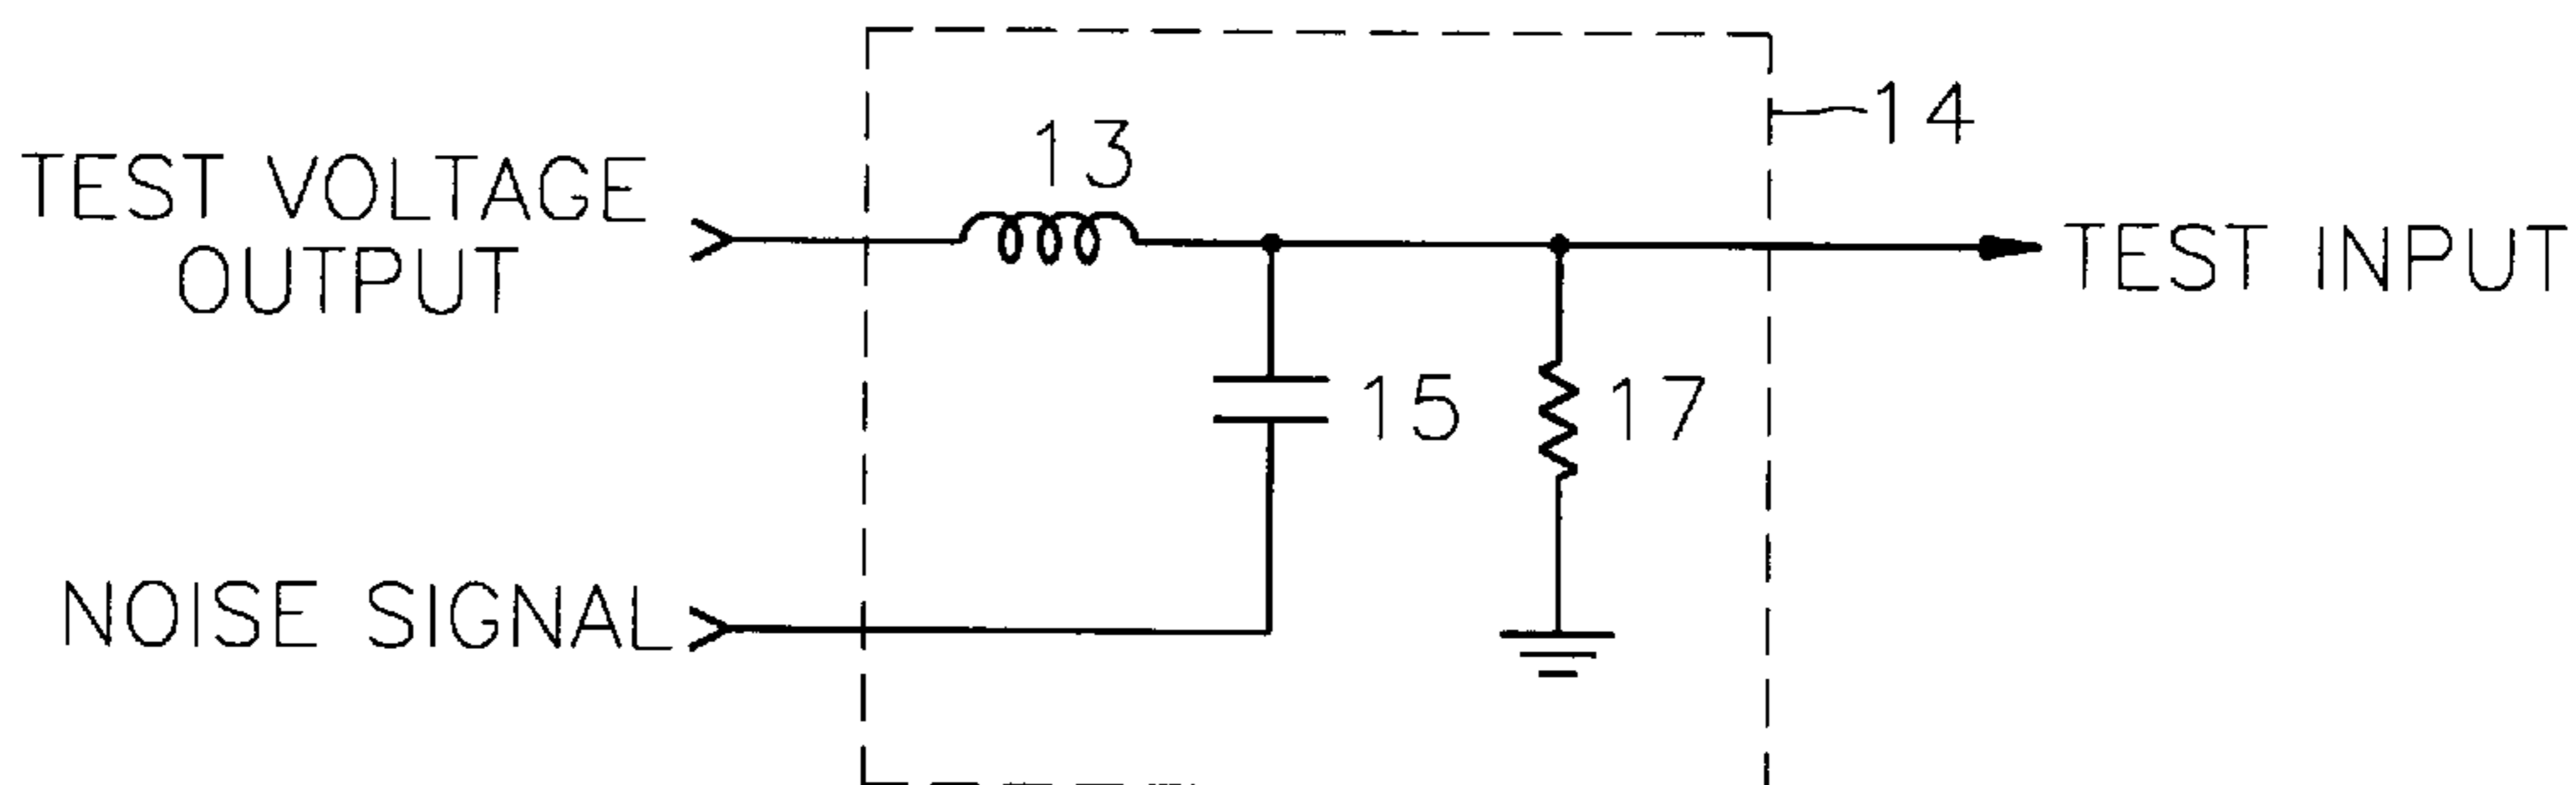 14
13
TEST VOLTAGE
OUTPUT
TEST INPUT
15
17
NOISE SIGNAL